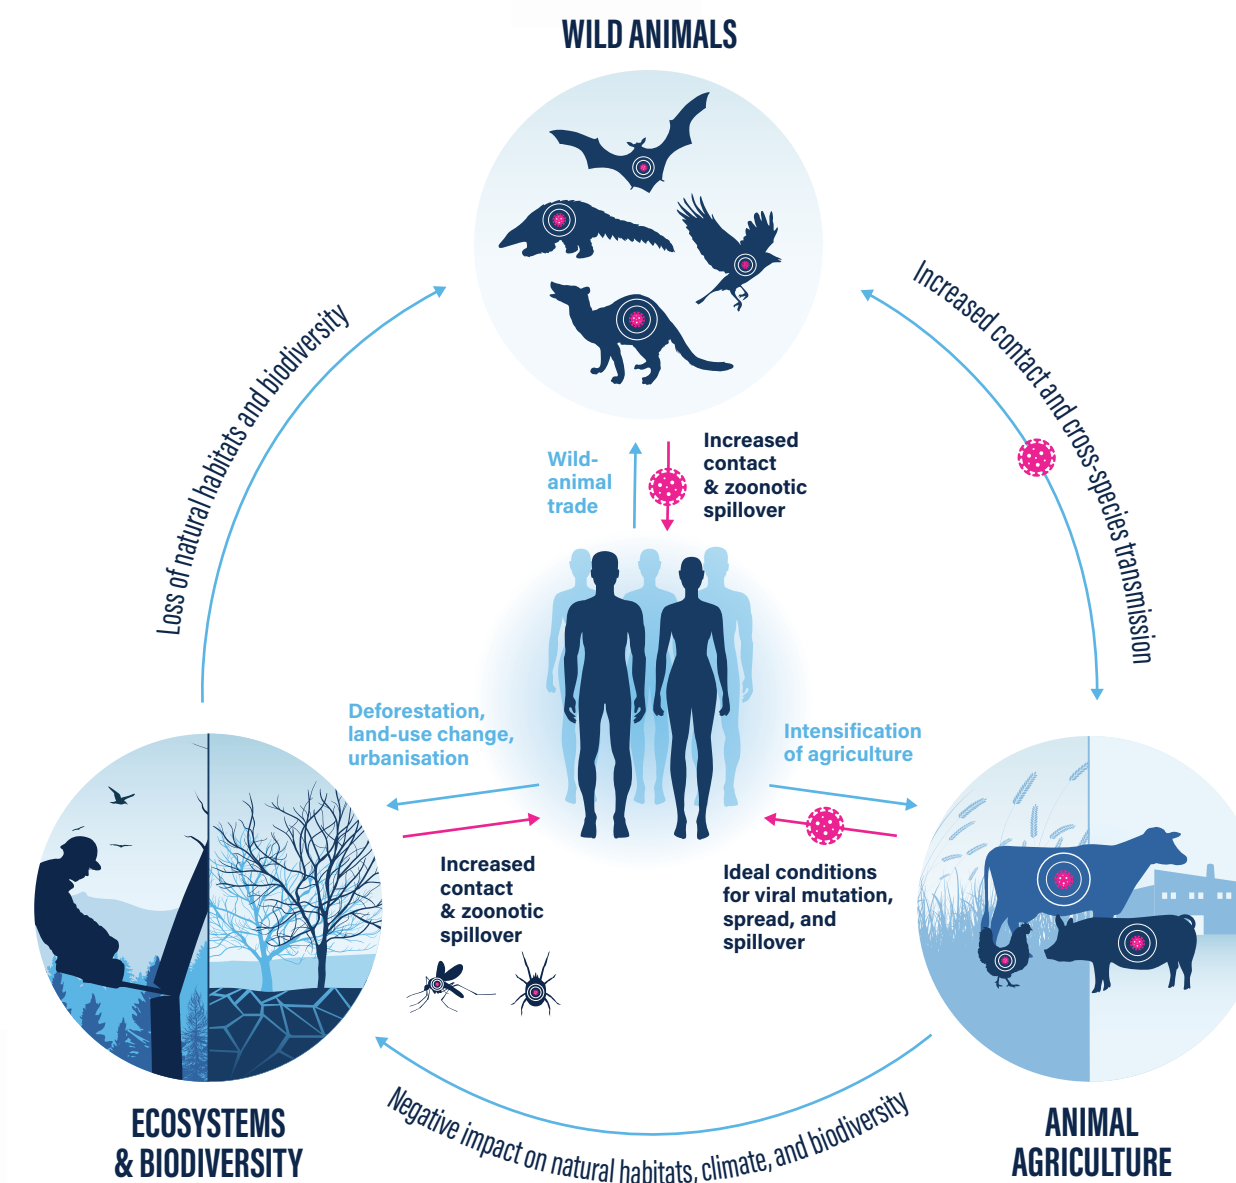 WILD ANIMALS
Loss of natural habitats and biodiversity
Increased contact and cross-species transmission
Wild-
animal
trade
Increased
contact
& zoonotic
spillover
Deforestation,
land-use change,
urbanisation
Intensification
of agriculture
Increased
contact
& zoonotic
spillover
Ideal conditions
for viral mutation,
spread, and
spillover
Negative impact on natural habitats, climate, and biodiversity
ECOSYSTEMS
& BIODIVERSITY
ANIMAL
AGRICULTURE